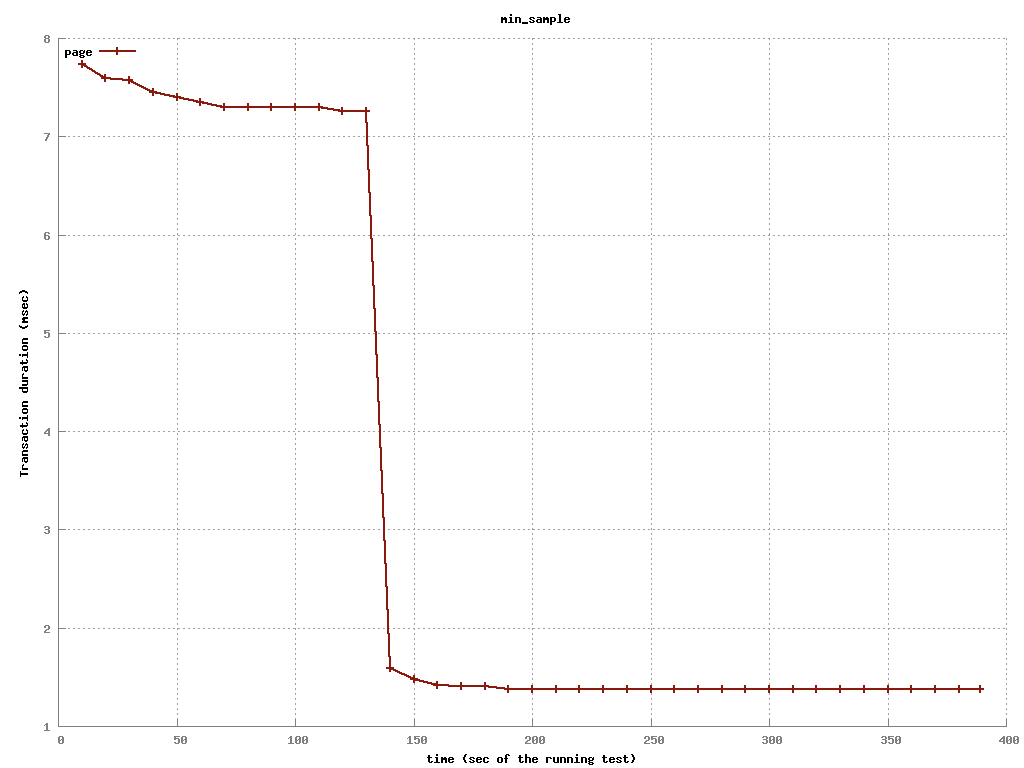 min_sample
page
8
7
6
5
4
3
2
1
Transaction duration (msec)
0 50 100 150 200 250 300 350 400
time (sec of the running test)